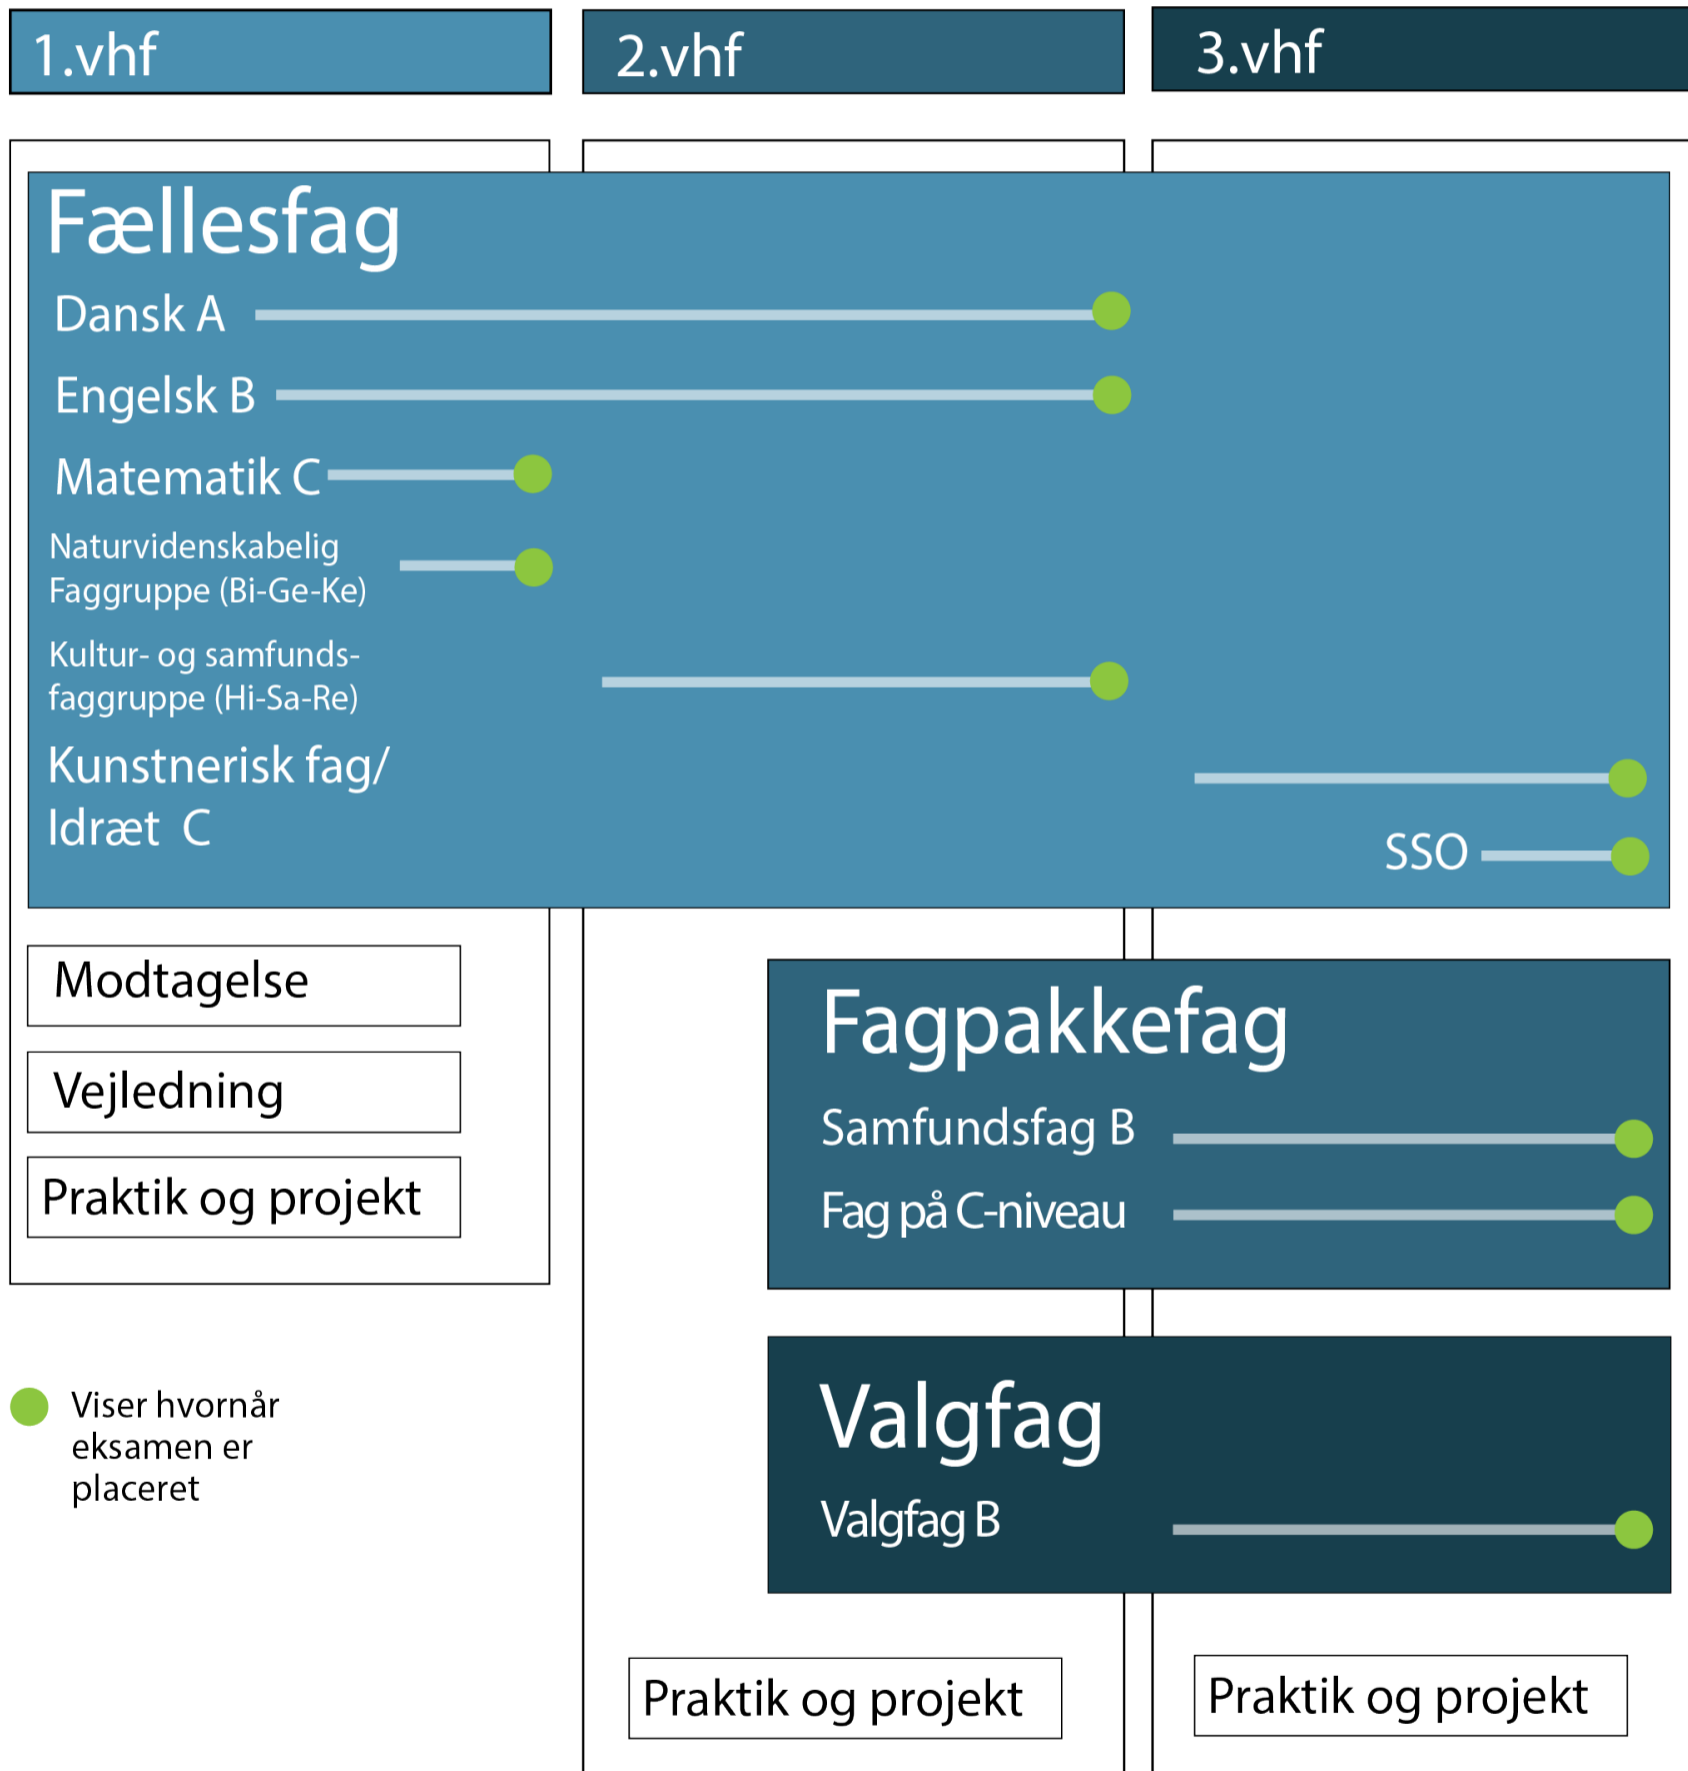 1.vhf
2.vhf
3.vhf
Fællesfag
Dansk A
Engelsk B
Matematik C
Naturvidenskabelig
Faggruppe (Bi-Ge-Ke)
Kultur- og samfunds-
faggruppe (Hi-Sa-Re)
Kunstnerisk fag/
Idræt C
SSO
Modtagelse
Vejledning
Praktik og projekt
Viser hvornår
eksamen er
placeret
Fagpakkefag
Samfundsfag B
Fag på C-niveau
Valgfag
Valgfag B
Praktik og projekt
Praktik og projekt